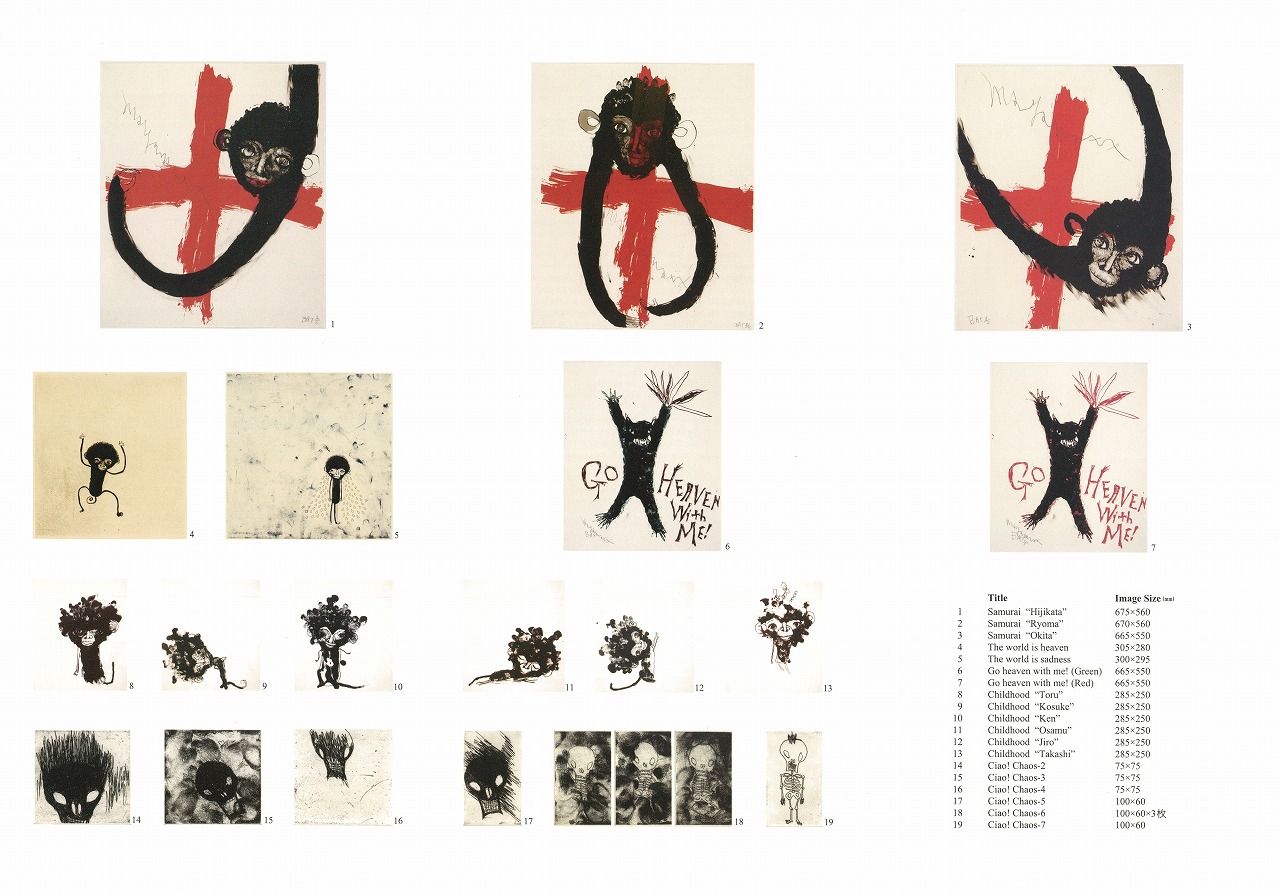 1
2
3
4
5
GO HEAVEN
With
ME!
6
GO HEAVEN
With
ME!
7
8
9
10
11
12
13
14
15
16
17
18
19
Title Image Size (mm)
1 Samurai “Hijikata” 675×560
2 Samurai “Ryoma” 670×560
3 Samurai “Okita” 665×550
4 The world is heaven 305×280
5 The world is sadness 300×295
6 Go heaven with me! (Green) 665×550
7 Go heaven with me! (Red) 665×550
8 Childhood “Toru” 285×250
9 Childhood “Kosuke” 285×250
10 Childhood “Ken” 285×250
11 Childhood “Osamu” 285×250
12 Childhood “Jiro” 285×250
13 Childhood “Takashi” 285×250
14 Ciao! Chaos-2 75×75
15 Ciao! Chaos-3 75×75
16 Ciao! Chaos-4 75×75
17 Ciao! Chaos-5 100×60
18 Ciao! Chaos-6 100×60×3枚
19 Ciao! Chaos-7 100×60